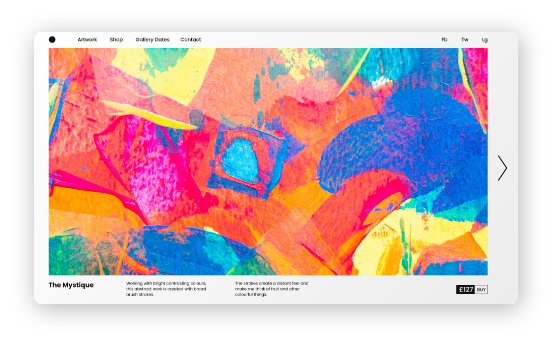 Artwork Shop Gallery Dates Contact Fb Tw Lg
The Mystique
Working with bright contrasting colours,
this abstract work is created with broad
brush strokes.
The strokes create a distant feel and
make me think of fruit and other
colourful things.
£127 BUY